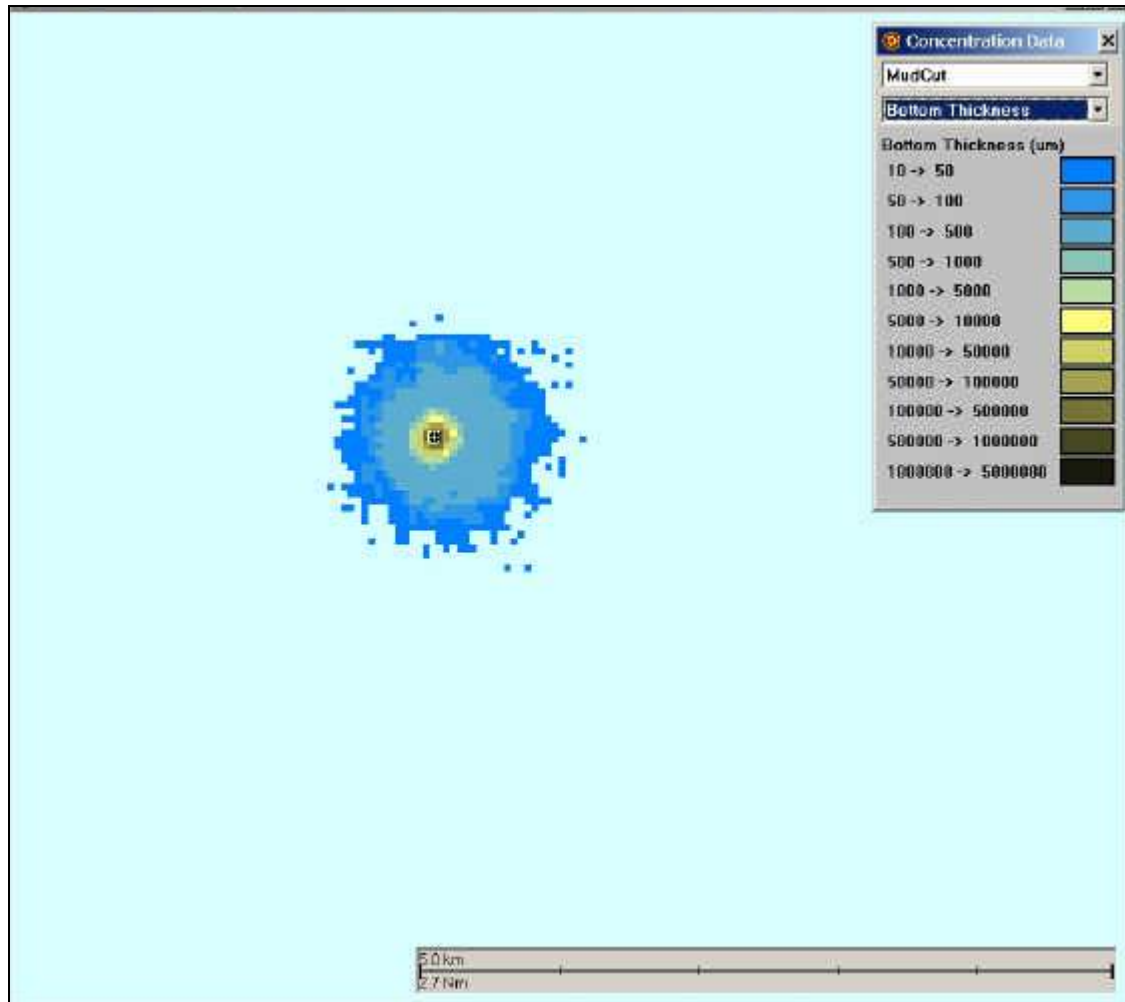 Concentration Data
MudCut
Bottom Thickness
Bottom Thickness (um)
10 -> 50
50 -> 100
100 -> 500
500 -> 1000
1000 -> 5000
5000 -> 10000
10000 -> 50000
50000 -> 100000
100000 -> 500000
500000 -> 1000000
1000000 -> 5000000
5.0 km
2.7 Nm